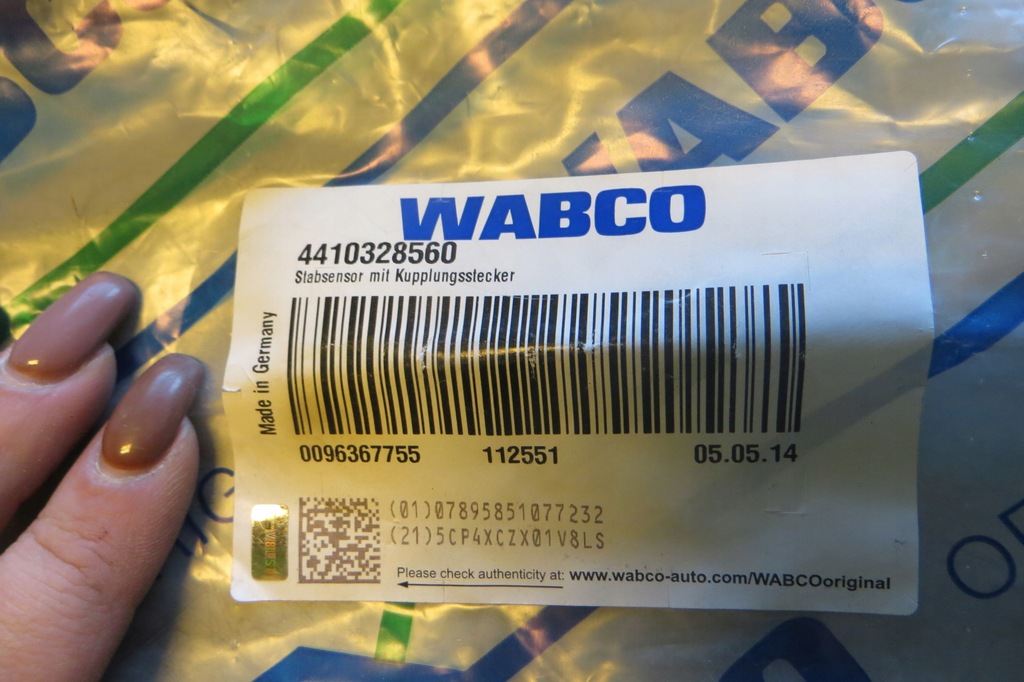 WABCO
4410328560
Stabsensor mit Kupplungsstecker
Made in Germany
0096367755 112551 05.05.14
(01)07895851077232
(21)5CP4XCZX01V8LS
Please check authenticity at: www.wabco-auto.com/WABCOoriginal